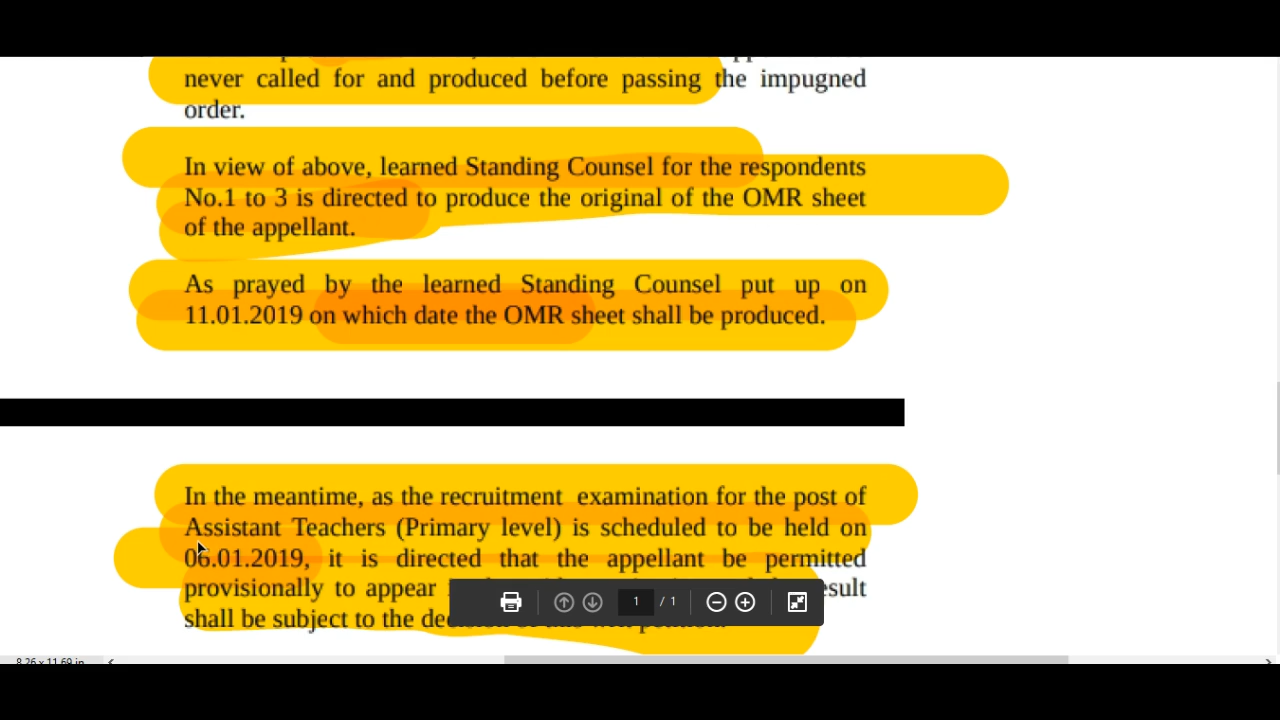 never called for and produced before passing the impugned
order.
In view of above, learned Standing Counsel for the respondents
No.1 to 3 is directed to produce the original of the OMR sheet
of the appellant.
As prayed by the learned Standing Counsel put up on
11.01.2019 on which date the OMR sheet shall be produced.
In the meantime, as the recruitment examination for the post of
Assistant Teachers (Primary level) is scheduled to be held on
06.01.2019, it is directed that the appellant be permitted
provisionally to appear
shall be subject to the
1 / 1
8.26 x 11.69 in